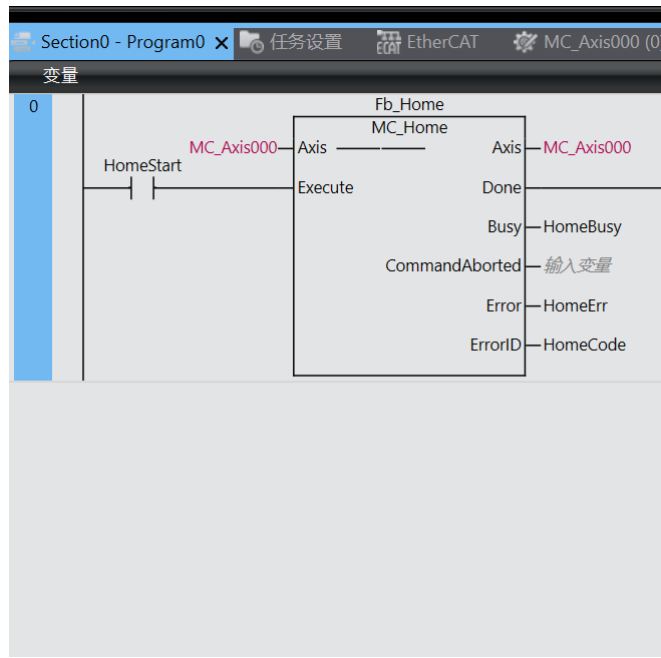 Section0 - Program0 任务设置 ECAT EtherCAT MC_Axis000 (0)
变量
0
Fb_Home
MC_Home
MC_Axis000 Axis Axis MC_Axis000
HomeStart
Execute Done
Busy HomeBusy
CommandAborted 输入变量
Error HomeErr
ErrorID HomeCode